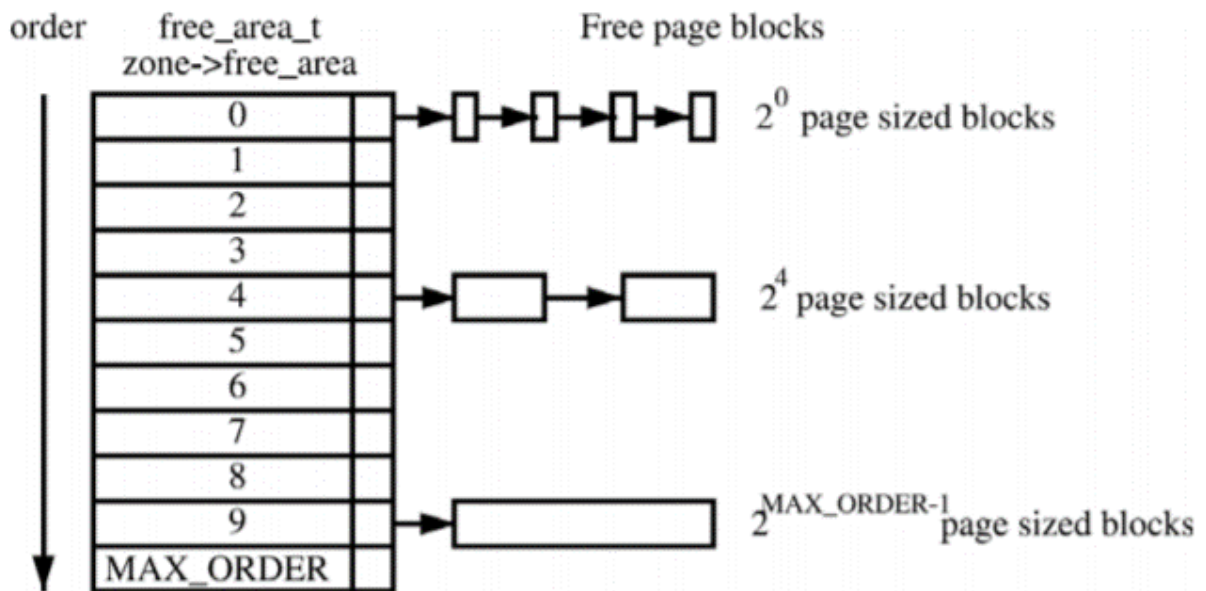 order free_area_t Free page blocks
zone->free_area
0 2^0 page sized blocks
1
2
3
4 2^4 page sized blocks
5
6
7
8
9 2^MAX_ORDER-1 page sized blocks
MAX_ORDER